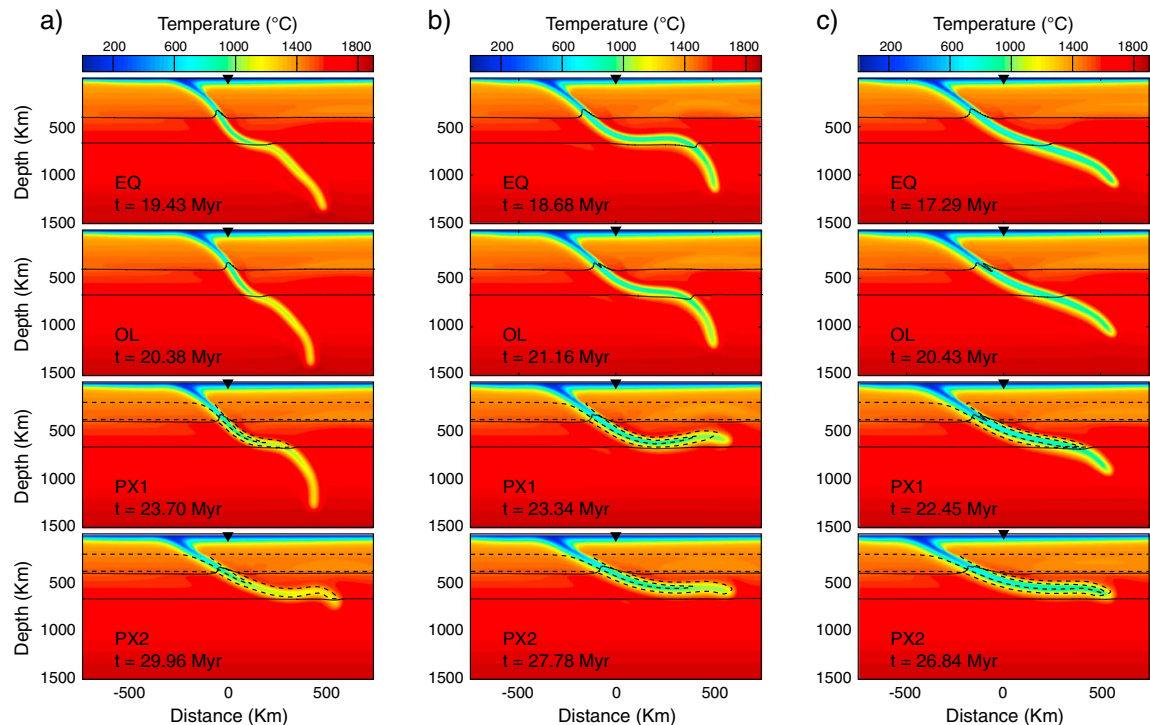 a)
Temperature (°C)
200 600 1000 1400 1800
Depth (Km)
500
1000
1500
EQ
t = 19.43 Myr
Depth (Km)
500
1000
1500
OL
t = 20.38 Myr
Depth (Km)
500
1000
1500
PX1
t = 23.70 Myr
Depth (Km)
500
1000
1500
PX2
t = 29.96 Myr
-500 0 500
Distance (Km)
b)
Temperature (°C)
200 600 1000 1400 1800
500
1000
1500
EQ
t = 18.68 Myr
500
1000
1500
OL
t = 21.16 Myr
500
1000
1500
PX1
t = 23.34 Myr
500
1000
1500
PX2
t = 27.78 Myr
-500 0 500
Distance (Km)
c)
Temperature (°C)
200 600 1000 1400 1800
500
1000
1500
EQ
t = 17.29 Myr
500
1000
1500
OL
t = 20.43 Myr
500
1000
1500
PX1
t = 22.45 Myr
500
1000
1500
PX2
t = 26.84 Myr
-500 0 500
Distance (Km)